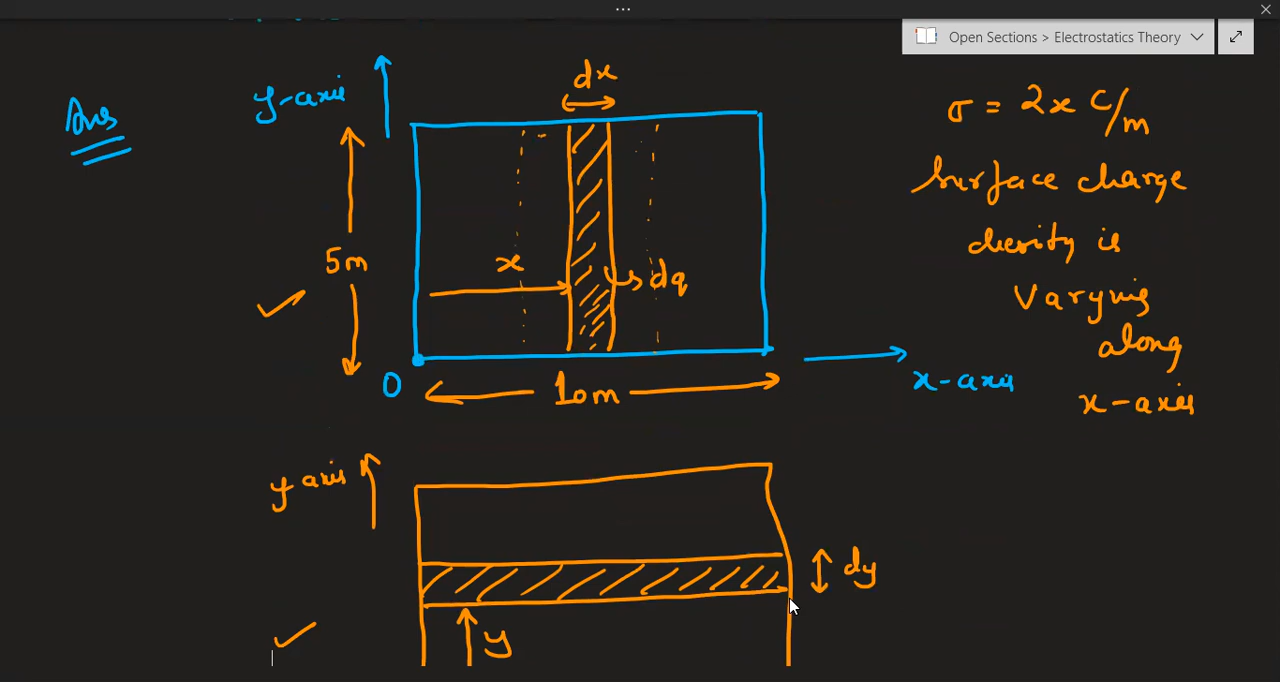 Open Sections > Electrostatics Theory
Ans
y-axis
dx
σ = 2x C/m
Surface charge
density is
varying
along
x-axis
5m
x
dq
0
10m
x-axis
y axis
dy
y